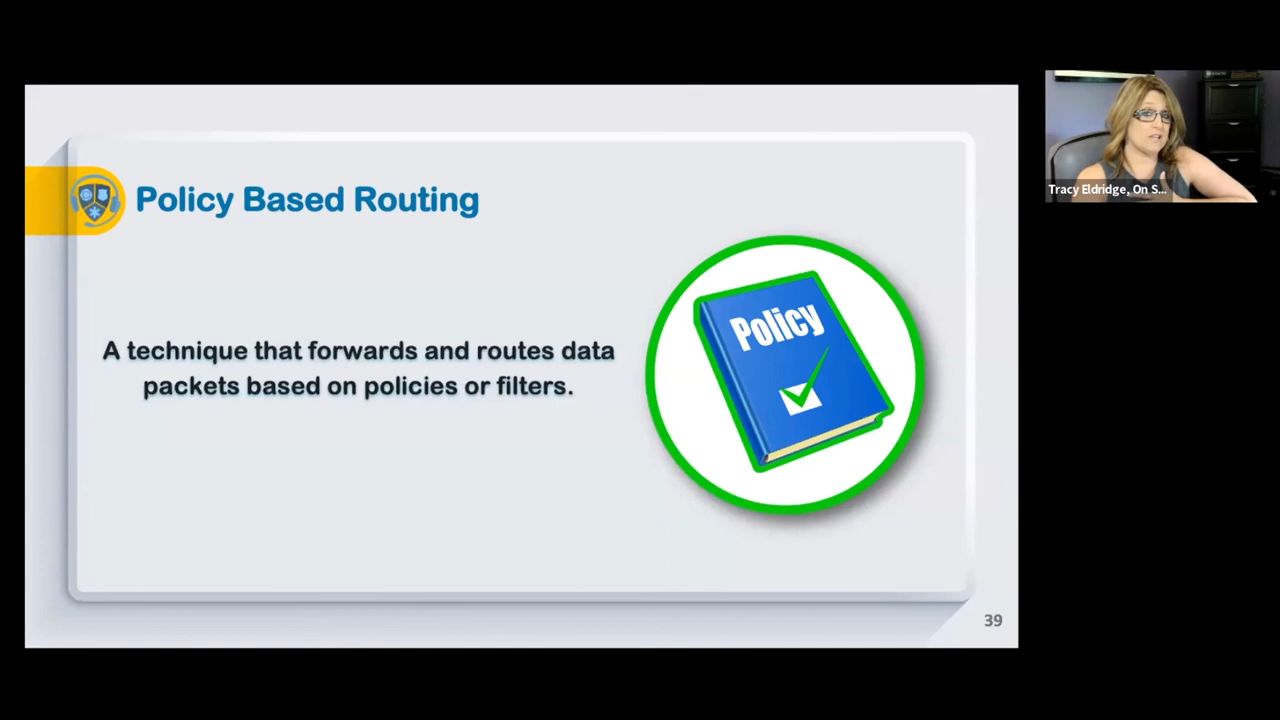 Policy Based Routing
A technique that forwards and routes data
packets based on policies or filters.
Policy
39
Tracy Eldridge, On S...